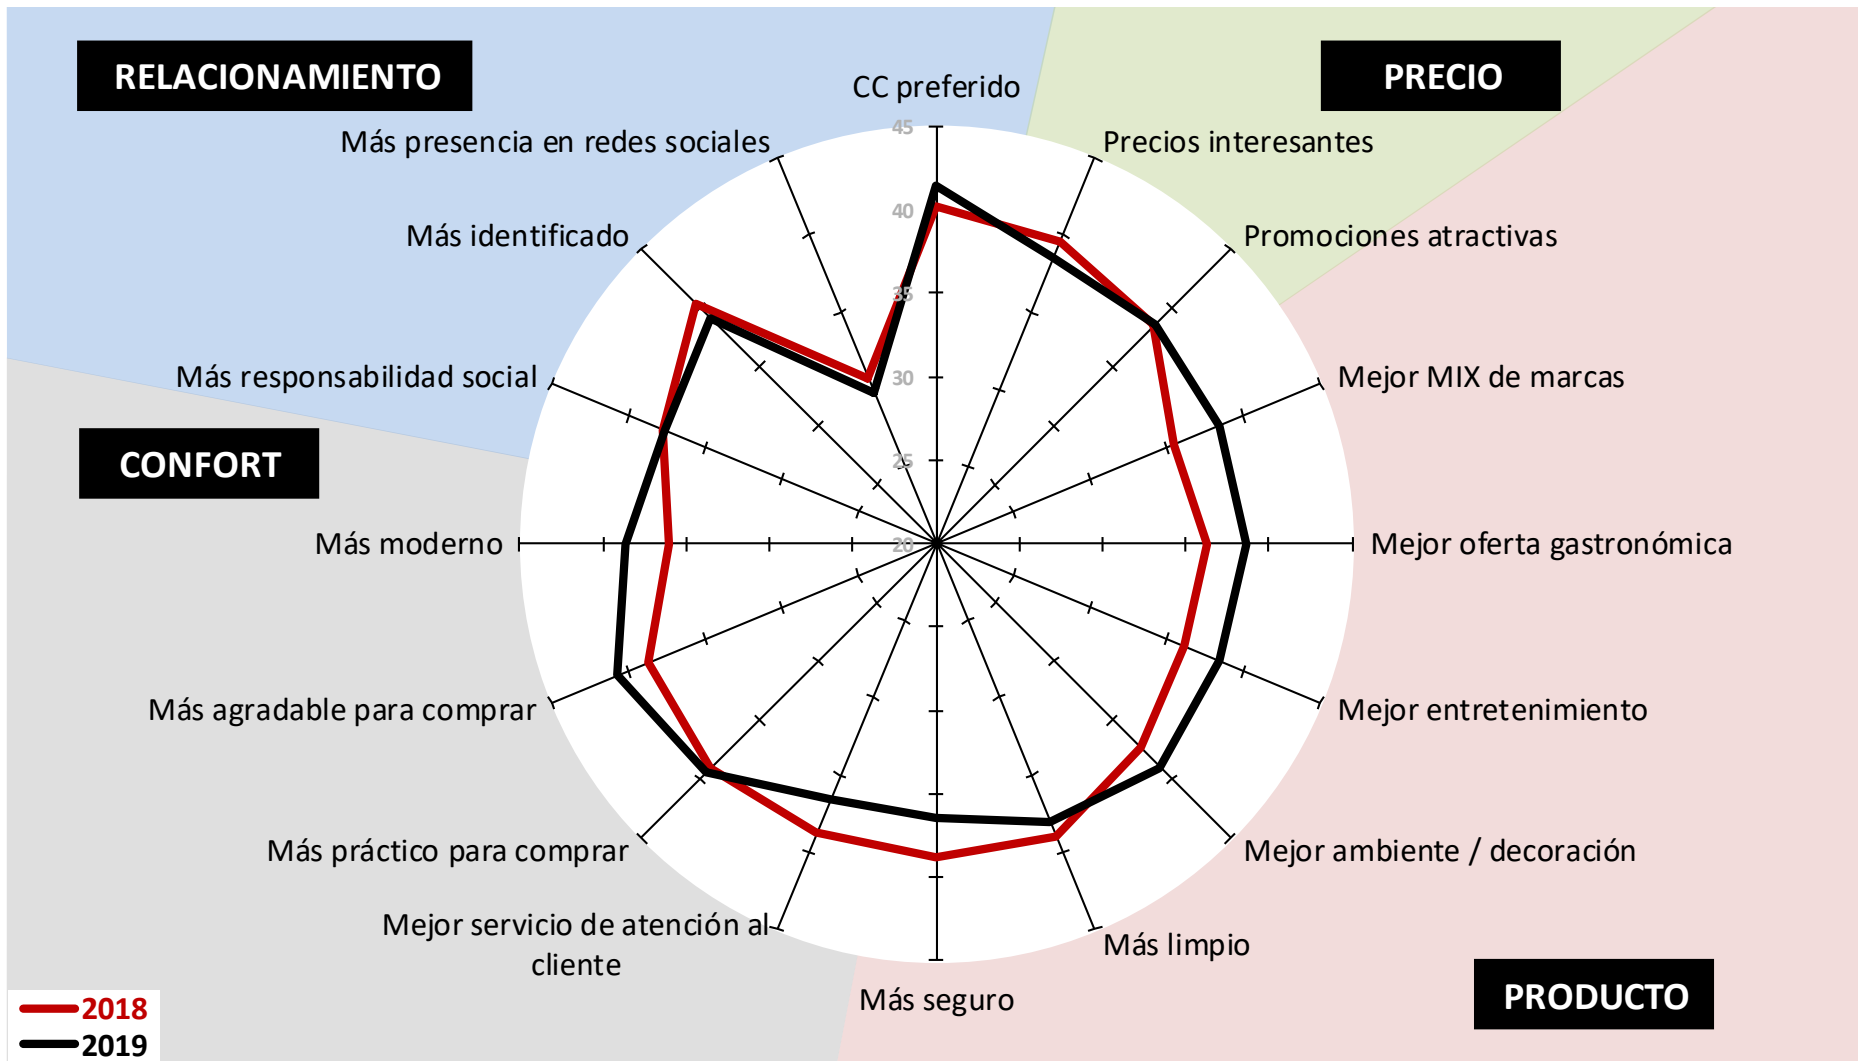 RELACIONAMIENTO
PRECIO
CC preferido
Más presencia en redes sociales
45
Precios interesantes
40
Más identificado
Promociones atractivas
35
Más responsabilidad social
30
Mejor MIX de marcas
CONFORT
25
Más moderno
20
Mejor oferta gastronómica
Más agradable para comprar
Mejor entretenimiento
Más práctico para comprar
Mejor ambiente / decoración
Mejor servicio de atención al
cliente
Más limpio
Más seguro
PRODUCTO
2018
2019